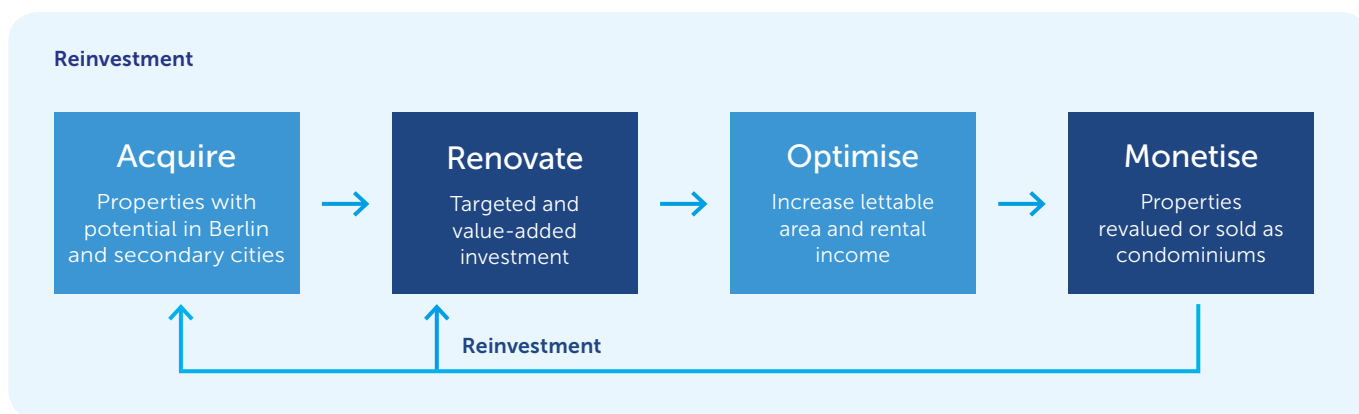 Reinvestment
Acquire
Properties with
potential in Berlin
and secondary cities
Renovate
Targeted and
value-added
investment
Optimise
Increase lettable
area and rental
income
Monetise
Properties
revalued or sold as
condominiums
Reinvestment